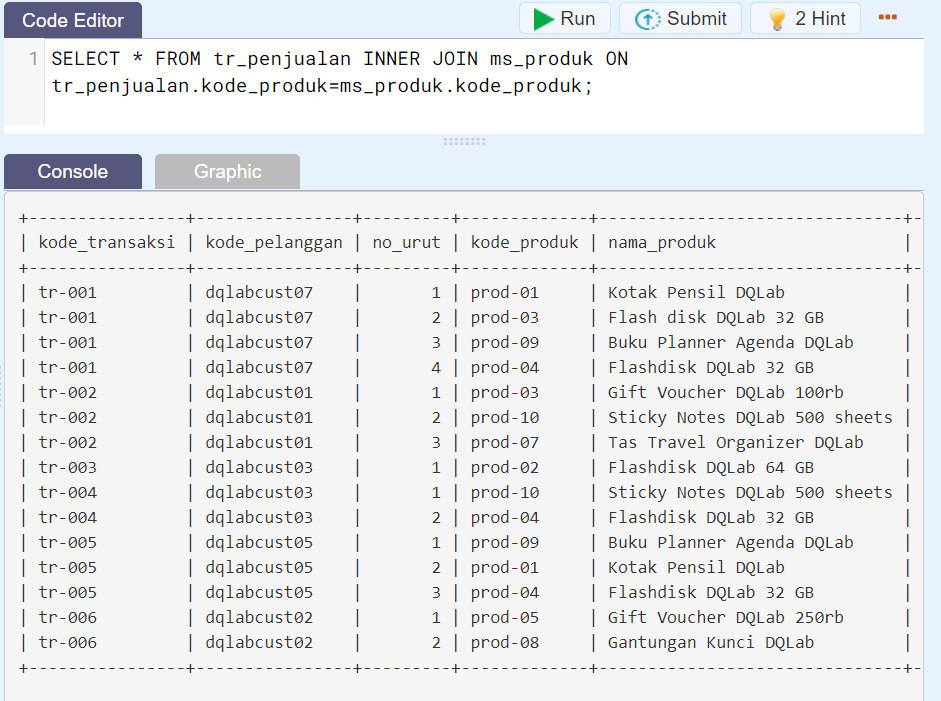 Code Editor Run Submit 2 Hint
1 SELECT * FROM tr_penjualan INNER JOIN ms_produk ON
tr_penjualan.kode_produk=ms_produk.kode_produk;
Console Graphic
+----------------+----------------+---------+-------------+-------------------------------+-
| kode_transaksi | kode_pelanggan | no_urut | kode_produk | nama_produk                   |
+----------------+----------------+---------+-------------+-------------------------------+-
| tr-001         | dqlabcust07    |       1 | prod-01     | Kotak Pensil DQLab            |
| tr-001         | dqlabcust07    |       2 | prod-03     | Flash disk DQLab 32 GB        |
| tr-001         | dqlabcust07    |       3 | prod-09     | Buku Planner Agenda DQLab     |
| tr-001         | dqlabcust07    |       4 | prod-04     | Flashdisk DQLab 32 GB         |
| tr-002         | dqlabcust01    |       1 | prod-03     | Gift Voucher DQLab 100rb      |
| tr-002         | dqlabcust01    |       2 | prod-10     | Sticky Notes DQLab 500 sheets |
| tr-002         | dqlabcust01    |       3 | prod-07     | Tas Travel Organizer DQLab    |
| tr-003         | dqlabcust03    |       1 | prod-02     | Flashdisk DQLab 64 GB         |
| tr-004         | dqlabcust03    |       1 | prod-10     | Sticky Notes DQLab 500 sheets |
| tr-004         | dqlabcust03    |       2 | prod-04     | Flashdisk DQLab 32 GB         |
| tr-005         | dqlabcust05    |       1 | prod-09     | Buku Planner Agenda DQLab     |
| tr-005         | dqlabcust05    |       2 | prod-01     | Kotak Pensil DQLab            |
| tr-005         | dqlabcust05    |       3 | prod-04     | Flashdisk DQLab 32 GB         |
| tr-006         | dqlabcust02    |       1 | prod-05     | Gift Voucher DQLab 250rb      |
| tr-006         | dqlabcust02    |       2 | prod-08     | Gantungan Kunci DQLab         |
+----------------+----------------+---------+-------------+-------------------------------+-